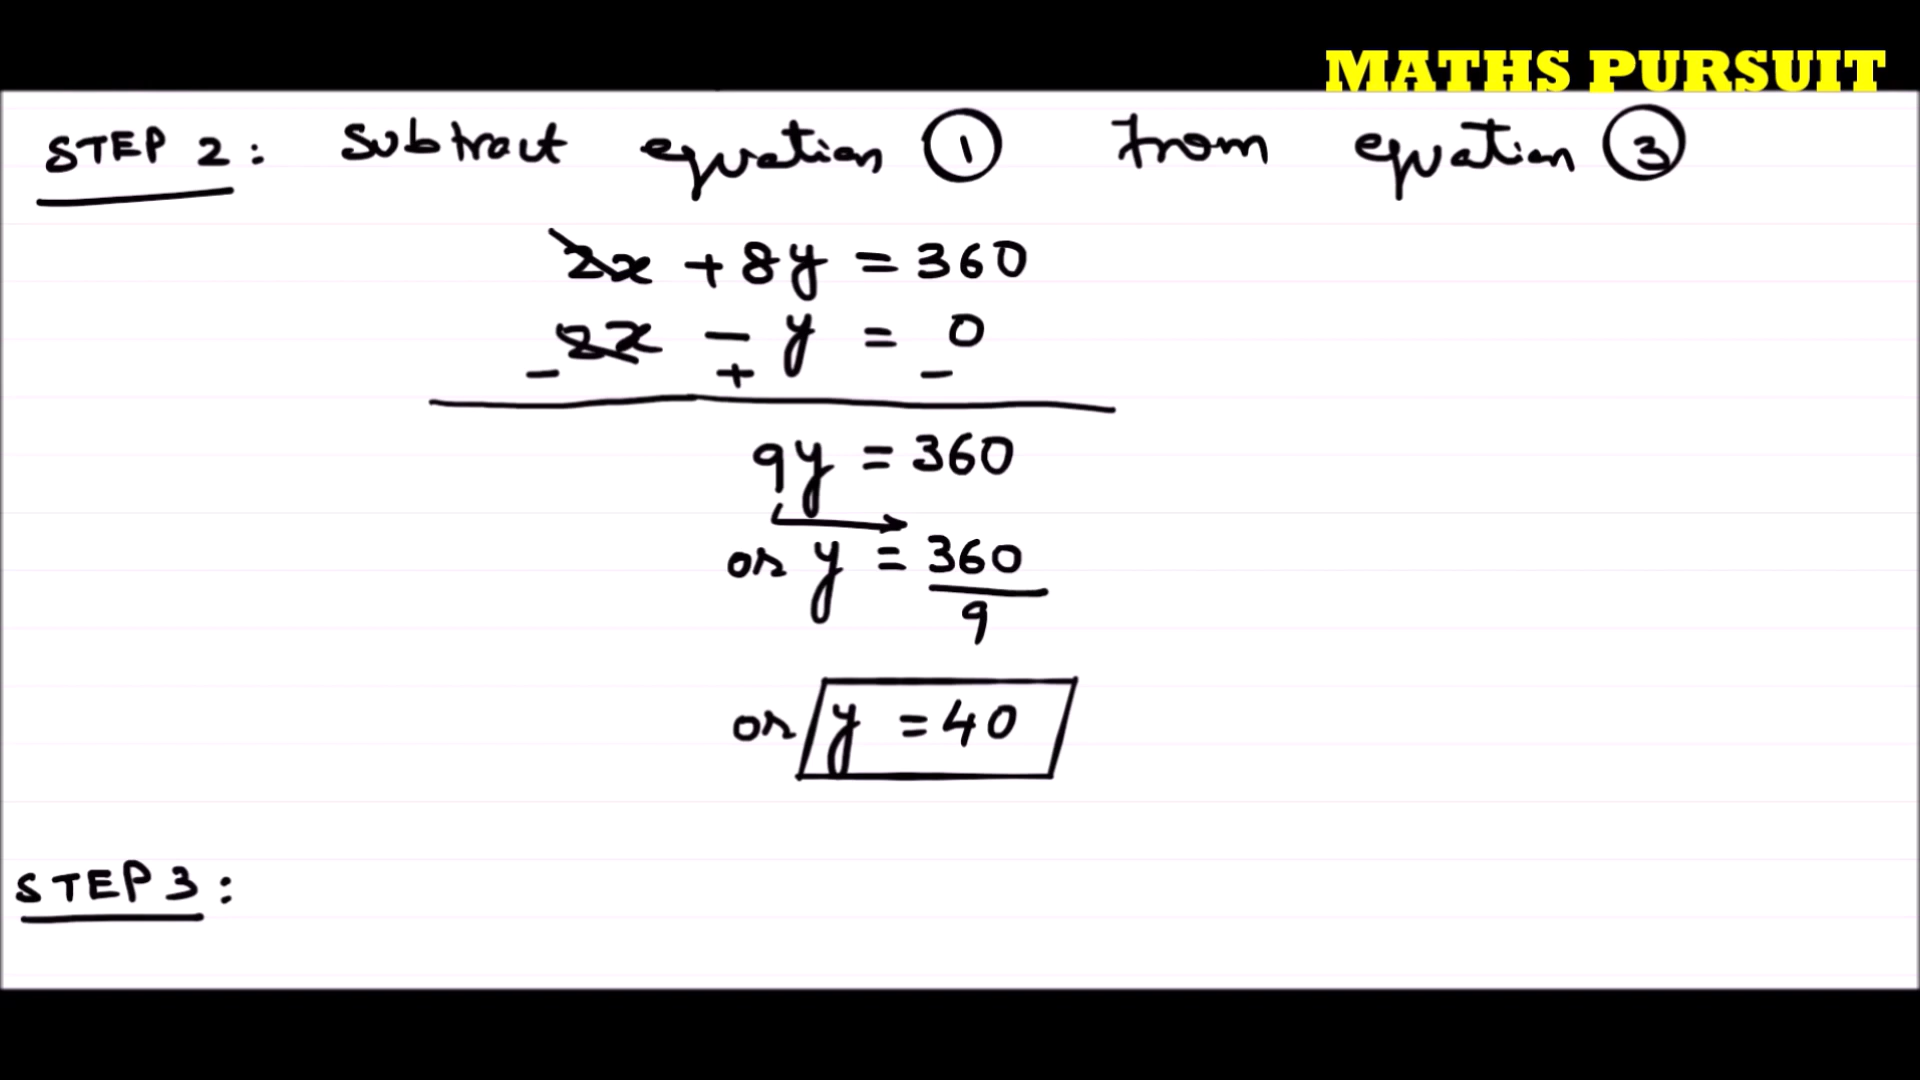 MATHS PURSUIT
STEP 2: Subtract equation ① from equation ③
2x + 8y = 360
2x - y = 0
- + -
9y = 360
or y = 360
9
or y = 40
STEP 3: